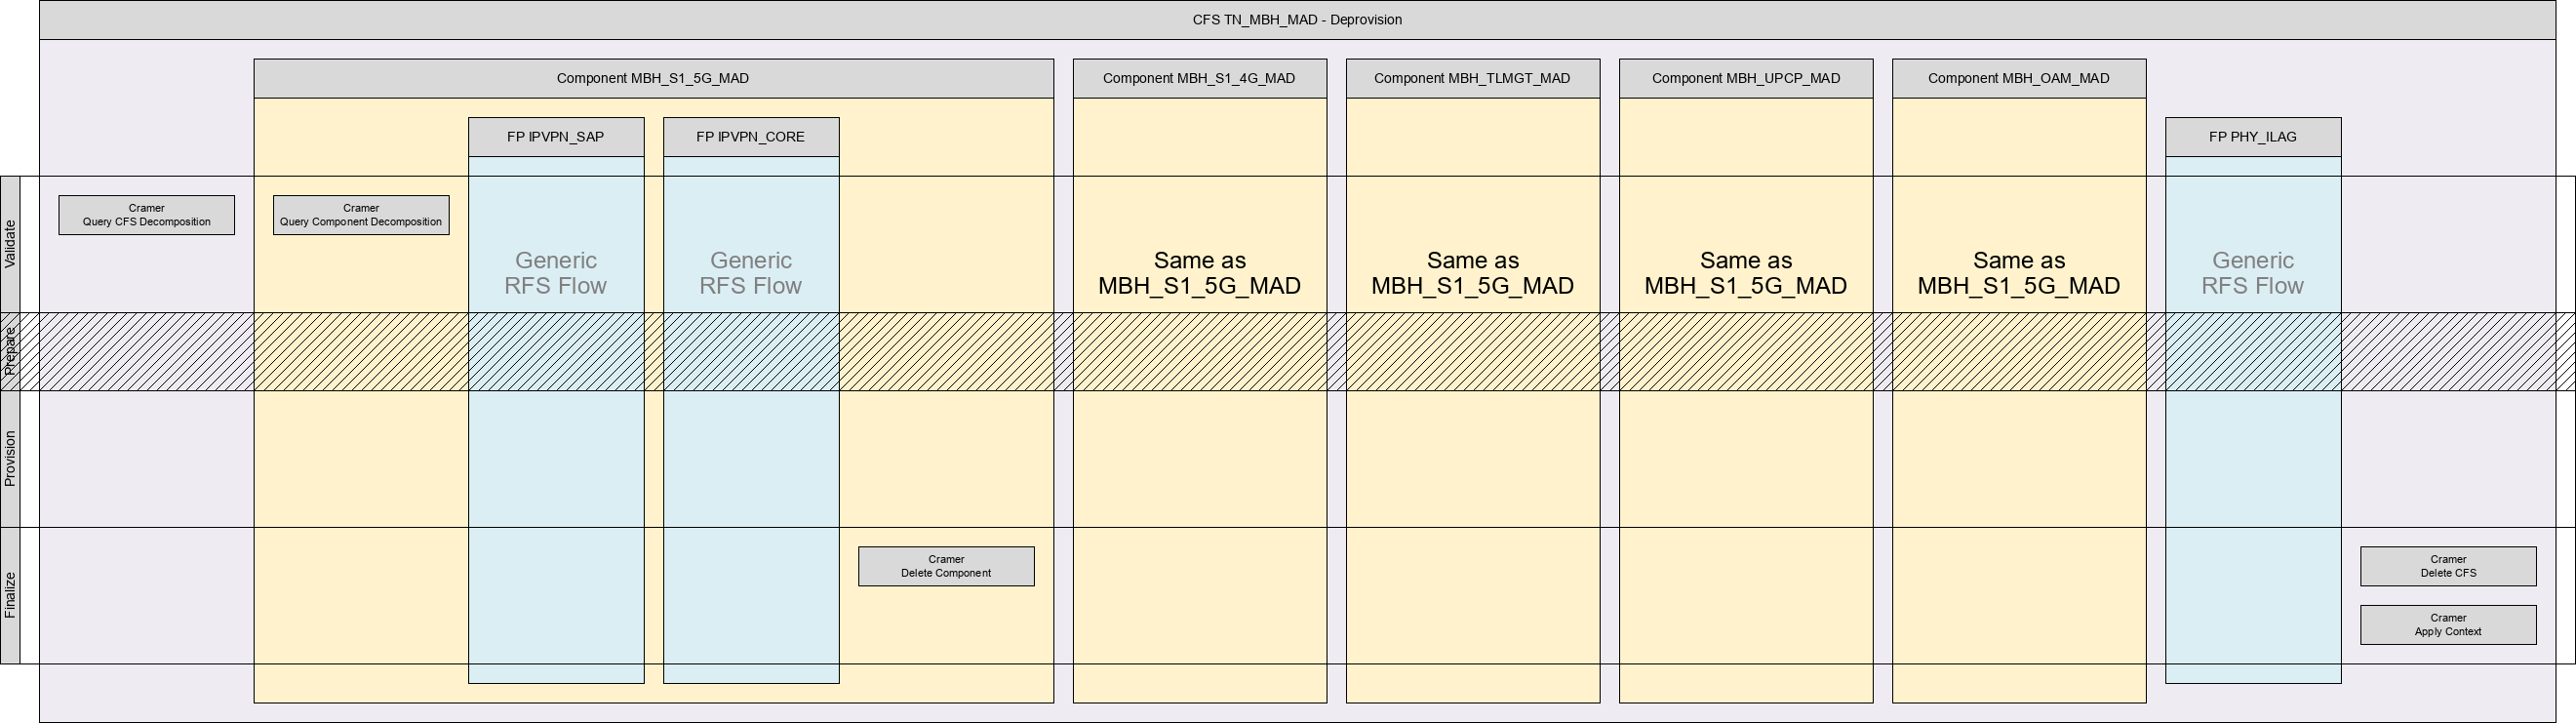 CFS TN_MBH_MAD - Deprovision
Component MBH_S1_5G_MAD
Component MBH_S1_4G_MAD
Component MBH_TLMGT_MAD
Component MBH_UPCP_MAD
Component MBH_OAM_MAD
FP IPVPN_SAP
FP IPVPN_CORE
FP PHY_ILAG
Validate
Cramer
Query CFS Decomposition
Cramer
Query Component Decomposition
Generic
RFS Flow
Generic
RFS Flow
Same as
MBH_S1_5G_MAD
Same as
MBH_S1_5G_MAD
Same as
MBH_S1_5G_MAD
Same as
MBH_S1_5G_MAD
Generic
RFS Flow
Prepare
Provision
Finalize
Cramer
Delete Component
Cramer
Delete CFS
Cramer
Apply Context